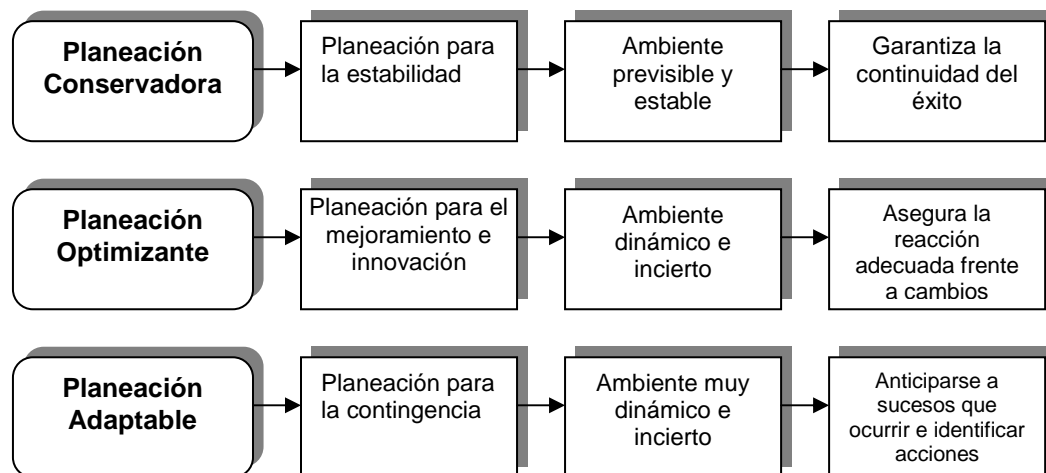 Planeación
Conservadora
Planeación para
la estabilidad
Ambiente
previsible y
estable
Garantiza la
continuidad del
éxito
Planeación
Optimizante
Planeación para el
mejoramiento e
innovación
Ambiente
dinámico e
incierto
Asegura la
reacción
adecuada frente
a cambios
Planeación
Adaptable
Planeación para
la contingencia
Ambiente muy
dinámico e
incierto
Anticiparse a
sucesos que
ocurrir e identificar
acciones